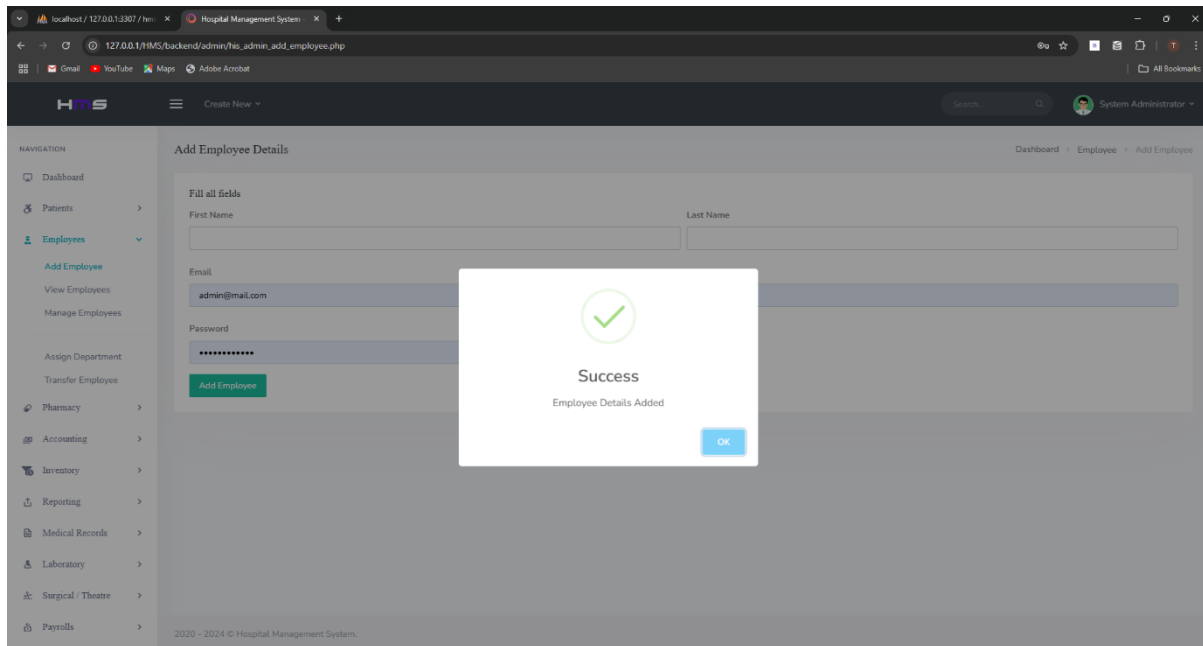 localhost / 127.0.0.1:3307 / hm
Hospital Management System -
127.0.0.1/HMS/backend/admin/his_admin_add_employee.php
Gmail
YouTube
Maps
Adobe Acrobat
All Bookmarks
HMS
Create New
Search...
System Administrator
NAVIGATION
Dashboard
Patients
Employees
Add Employee
View Employees
Manage Employees
Assign Department
Transfer Employee
Pharmacy
Accounting
Inventory
Reporting
Medical Records
Laboratory
Surgical / Theatre
Payrolls
Add Employee Details
Dashboard > Employee > Add Employee
Fill all fields
First Name
Last Name
Email
admin@mail.com
Password
••••••••••••
Add Employee
Success
Employee Details Added
OK
2020 - 2024 © Hospital Management System.